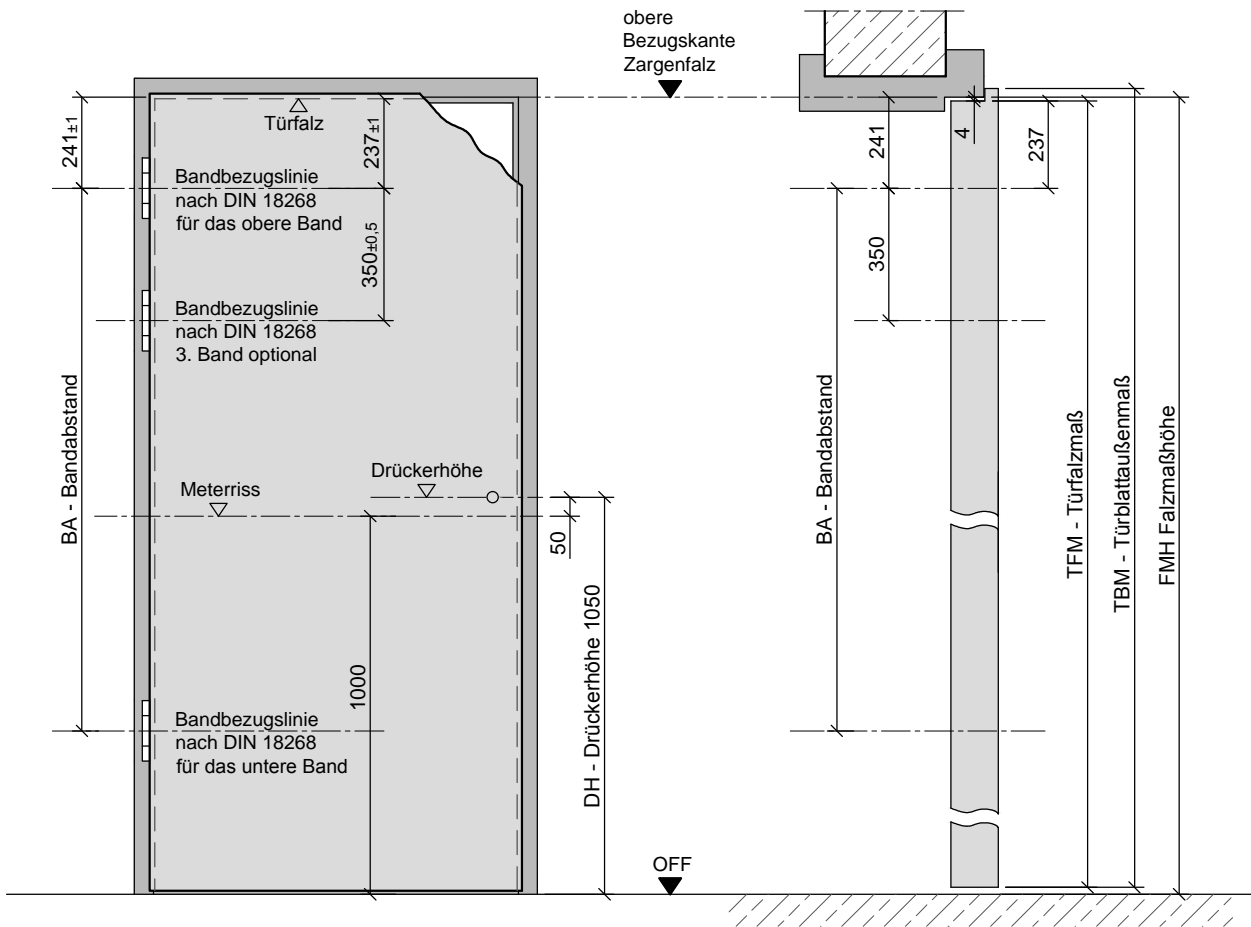 obere
Bezugskante
Zargenfalz
Türfalz
241±1
237±1
Bandbezugslinie
nach DIN 18268
für das obere Band
350±0,5
Bandbezugslinie
nach DIN 18268
3. Band optional
BA - Bandabstand
Meterriss
Drückerhöhe
50
1000
DH - Drückerhöhe 1050
Bandbezugslinie
nach DIN 18268
für das untere Band
OFF
241
4
237
350
BA - Bandabstand
TFM - Türfalzmaß
TBM - Türblattaußenmaß
FMH Falzmaßhöhe